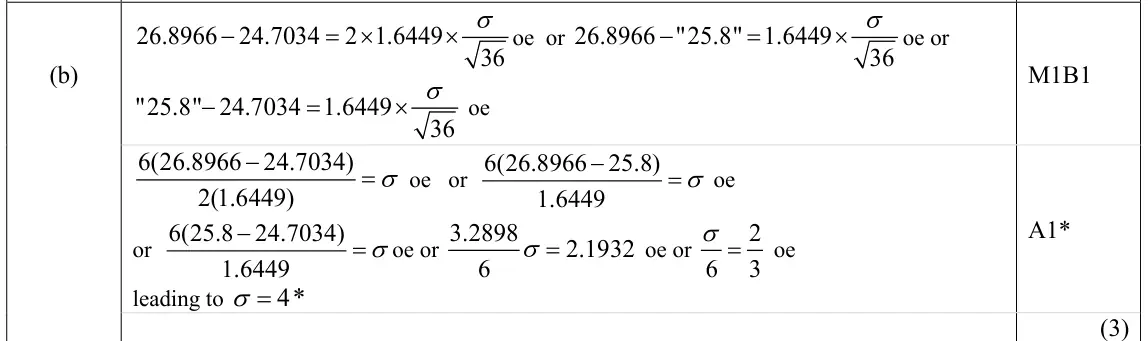 (b)
26.8966 − 24.7034 = 2×1.6449× σ/√36 oe or 26.8966 − "25.8" = 1.6449× σ/√36 oe or
"25.8" − 24.7034 = 1.6449× σ/√36 oe
M1B1
6(26.8966 − 24.7034)/2(1.6449) = σ oe or 6(26.8966 − 25.8)/1.6449 = σ oe
or 6(25.8 − 24.7034)/1.6449 = σ oe or 3.2898/6 σ = 2.1932 oe or σ/6 = 2/3 oe
leading to σ = 4*
A1*
(3)